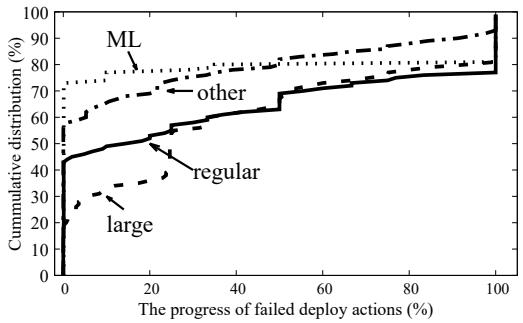 100
90
80
70
60
50
40
30
20
10
0
Cummulative distribution (%)
ML
other
regular
large
0 20 40 60 80 100
The progress of failed deploy actions (%)